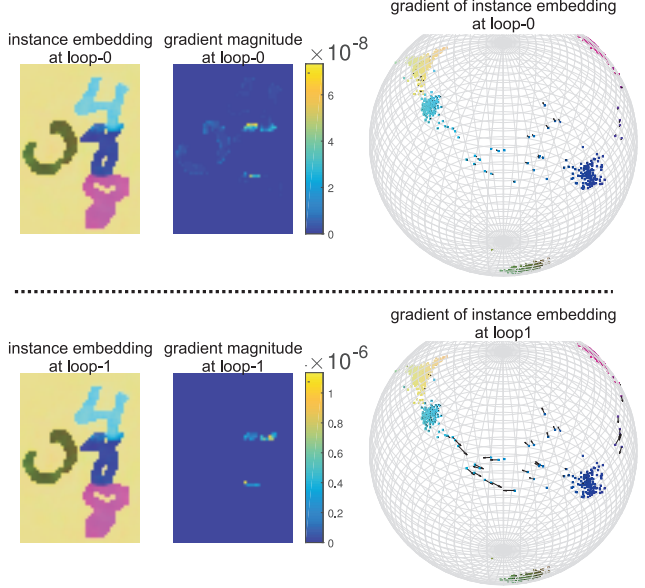 gradient of instance embedding
at loop-0
instance embedding
at loop-0
gradient magnitude
at loop-0
× 10-8
8
6
4
2
0
gradient of instance embedding
at loop1
instance embedding
at loop-1
gradient magnitude
at loop-1
× 10-6
1
0.8
0.6
0.4
0.2
0